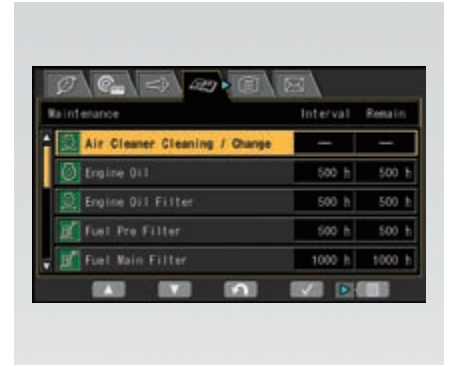 Maintenance Interval Remain
Air Cleaner Cleaning / Change — —
Engine Oil 500 h 500 h
Engine Oil Filter 500 h 500 h
Fuel Pre Filter 500 h 500 h
Fuel Main Filter 1000 h 1000 h